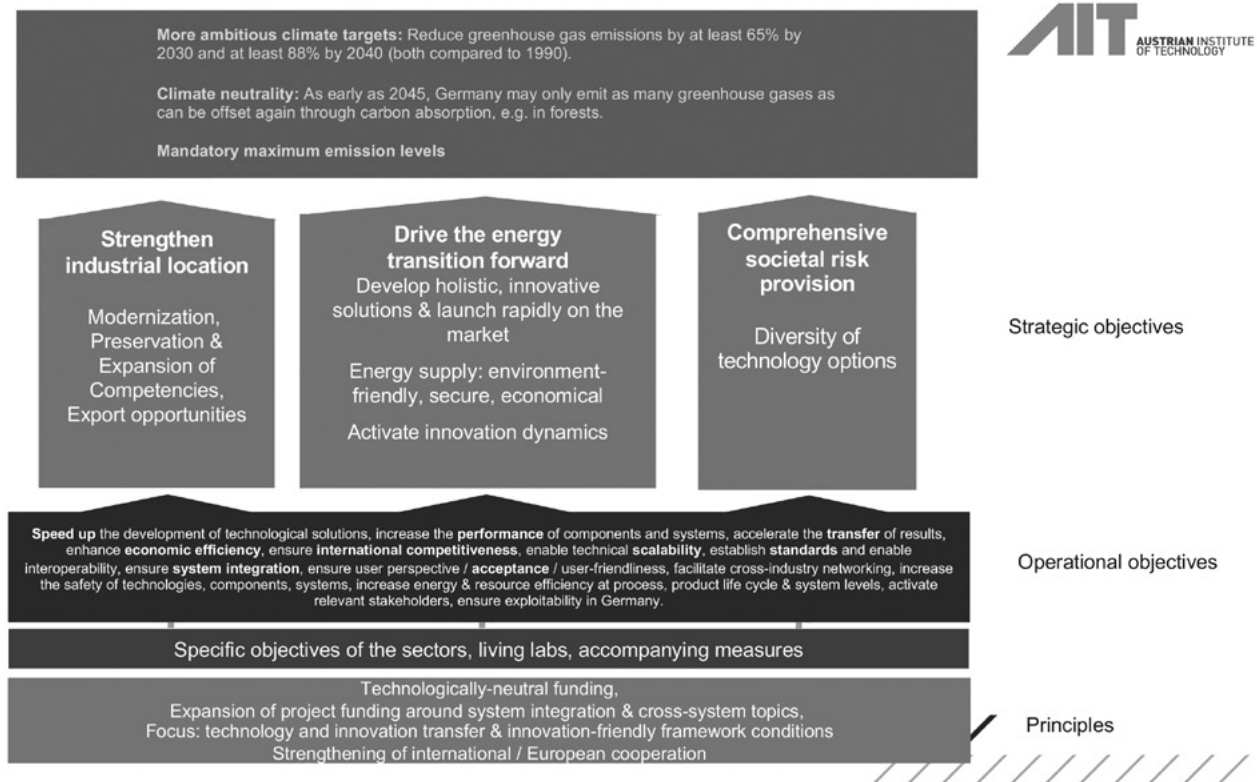 More ambitious climate targets: Reduce greenhouse gas emissions by at least 65% by
2030 and at least 88% by 2040 (both compared to 1990).
Climate neutrality: As early as 2045, Germany may only emit as many greenhouse gases as
can be offset again through carbon absorption, e.g. in forests.
Mandatory maximum emission levels
AIT
AUSTRIAN INSTITUTE
OF TECHNOLOGY
Strengthen
industrial location
Modernization,
Preservation &
Expansion of
Competencies,
Export opportunities
Drive the energy
transition forward
Develop holistic, innovative
solutions & launch rapidly on the
market
Energy supply: environment-
friendly, secure, economical
Activate innovation dynamics
Comprehensive
societal risk
provision
Diversity of
technology options
Strategic objectives
Speed up the development of technological solutions, increase the performance of components and systems, accelerate the transfer of results,
enhance economic efficiency, ensure international competitiveness, enable technical scalability, establish standards and enable
interoperability, ensure system integration, ensure user perspective / acceptance / user-friendliness, facilitate cross-industry networking, increase
the safety of technologies, components, systems, increase energy & resource efficiency at process, product life cycle & system levels, activate
relevant stakeholders, ensure exploitability in Germany.
Operational objectives
Specific objectives of the sectors, living labs, accompanying measures
Technologically-neutral funding,
Expansion of project funding around system integration & cross-system topics,
Focus: technology and innovation transfer & innovation-friendly framework conditions
Strengthening of international / European cooperation
Principles